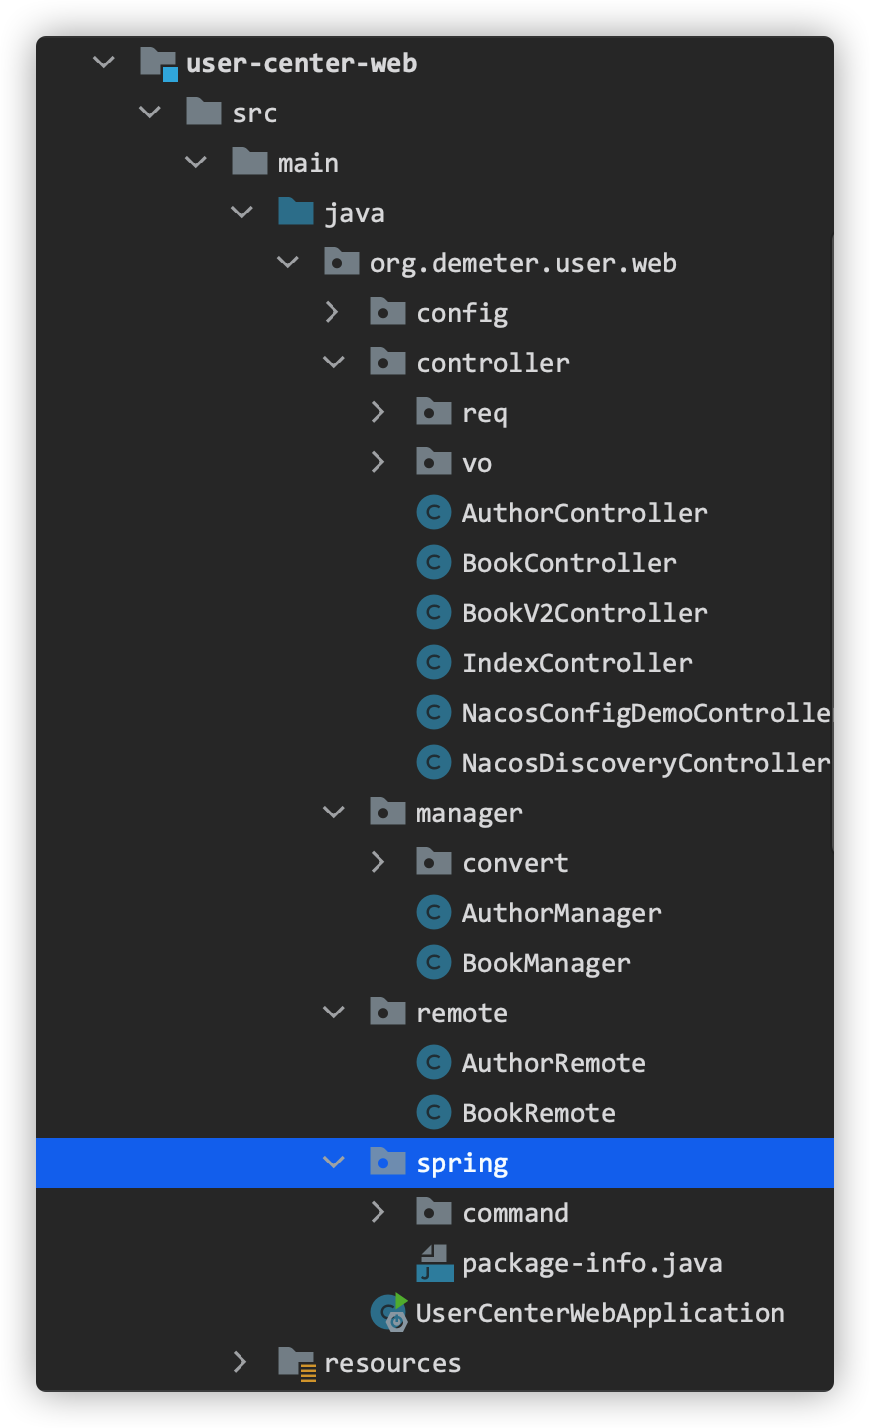 user-center-web
src
main
java
org.demeter.user.web
config
controller
req
vo
AuthorController
BookController
BookV2Controller
IndexController
NacosConfigDemoControlle
NacosDiscoveryController
manager
convert
AuthorManager
BookManager
remote
AuthorRemote
BookRemote
spring
command
package-info.java
UserCenterWebApplication
resources